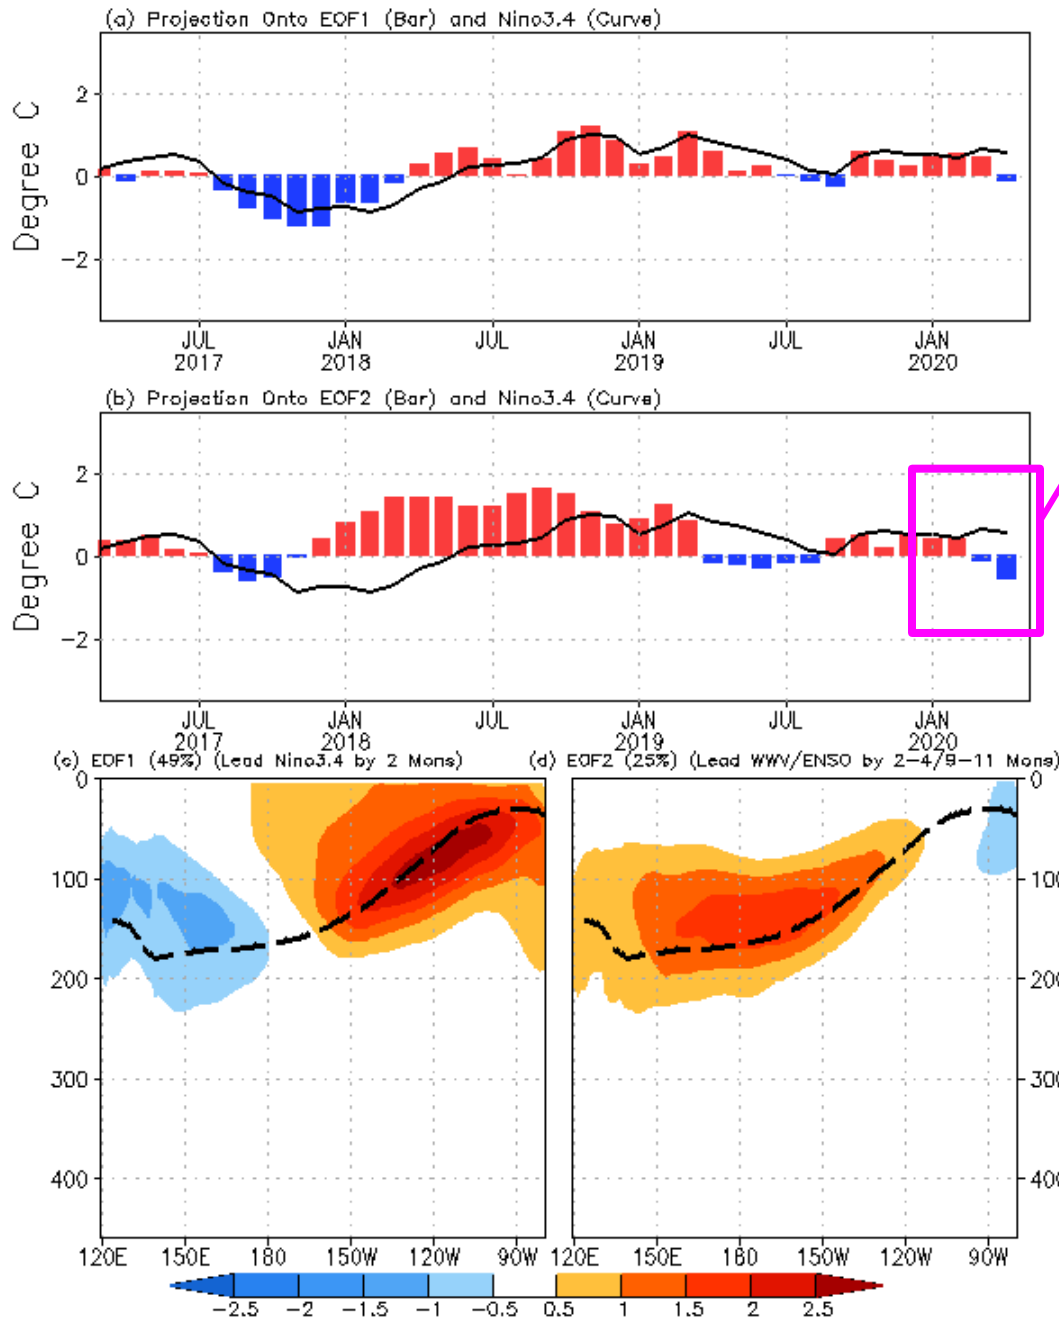 (a) Projection Onto EOF1 (Bar) and Nino3.4 (Curve)
Degree C
2
0
-2
JUL JAN JUL JAN JUL JAN
2017 2018 2019 2020
(b) Projection Onto EOF2 (Bar) and Nino3.4 (Curve)
Degree C
2
0
-2
JUL JAN JUL JAN JUL JAN
2017 2018 2019 2020
(c) EOF1 (49%) (Lead Nino3.4 by 2 Mons) (d) EOF2 (25%) (Lead WWV/ENSO by 2-4/9-11 Mons)
0 0
100 100
200 200
300 300
400 400
120E 150E 180 150W 120W 90W 120E 150E 180 150W 120W 90W
-2.5 -2 -1.5 -1 -0.5 0.5 1 1.5 2 2.5